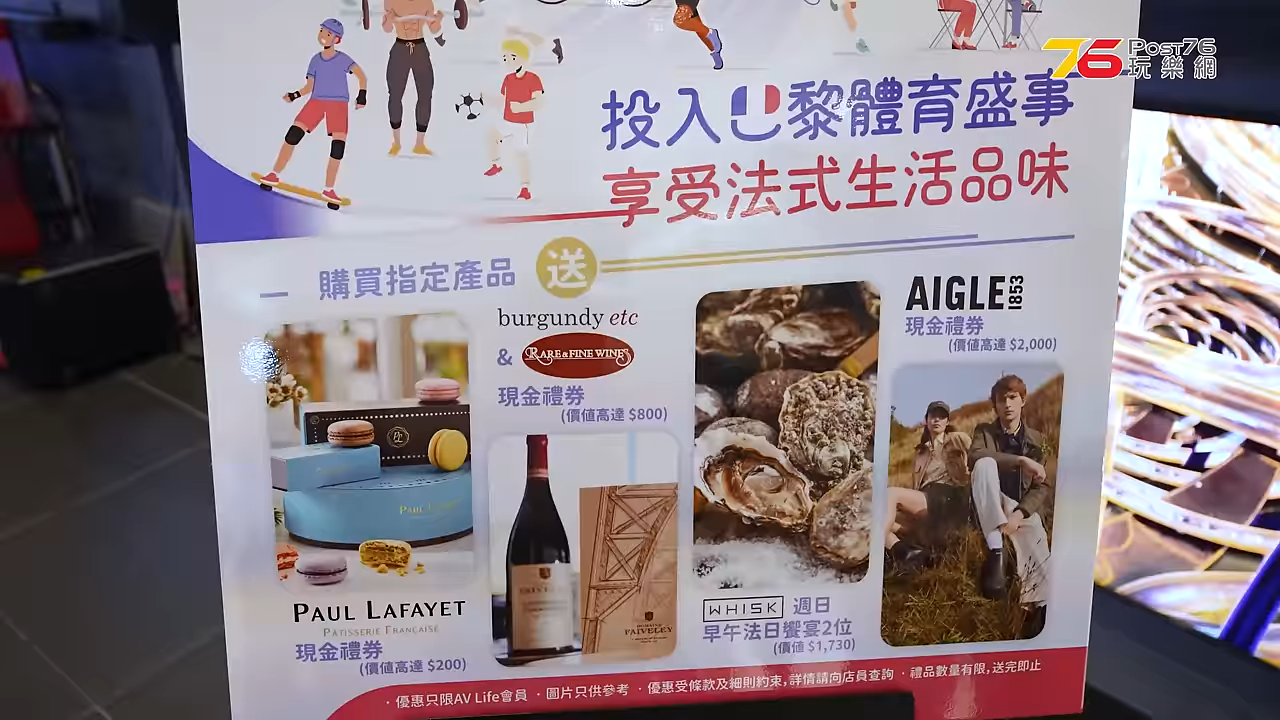 76 Post76
玩樂網
投入巴黎體育盛事
享受法式生活品味
購買指定產品 送
burgundy etc
& RARE & FINE WINES
現金禮券
(價值高達 $800)
AIGLE 1853
現金禮券
(價值高達 $2,000)
PAUL LAFAYET
PATISSERIE FRANÇAISE
現金禮券
(價值高達 $200)
FAIVELEY
WHISK 週日
早午法日饗宴2位
(價值 $1,730)
· 優惠只限AV Life會員 · 圖片只供參考 · 優惠受條款及細則約束,詳情請向店員查詢 · 禮品數量有限,送完即止